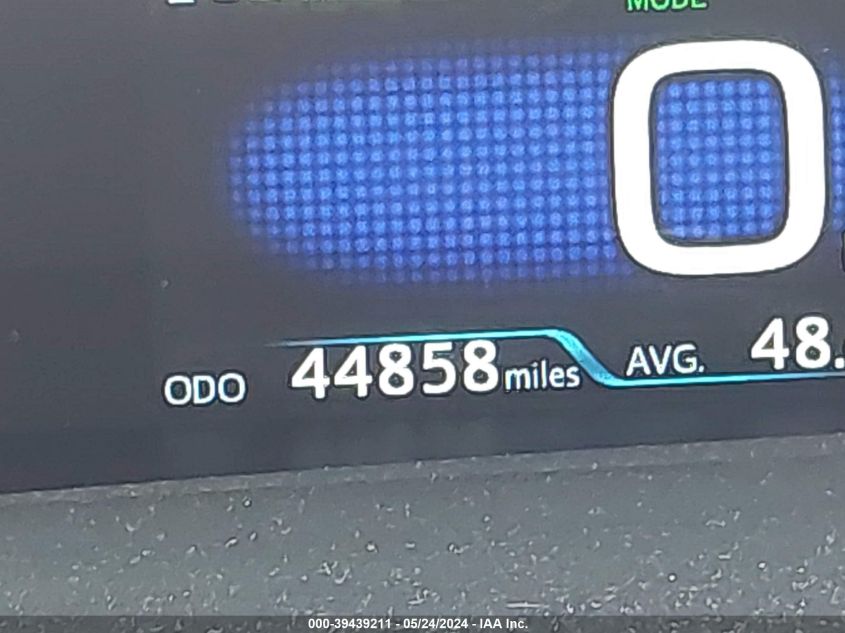 MODE
0
ODO 44858 miles AVG. 48.
000-39439211 - 05/24/2024 - IAA Inc.